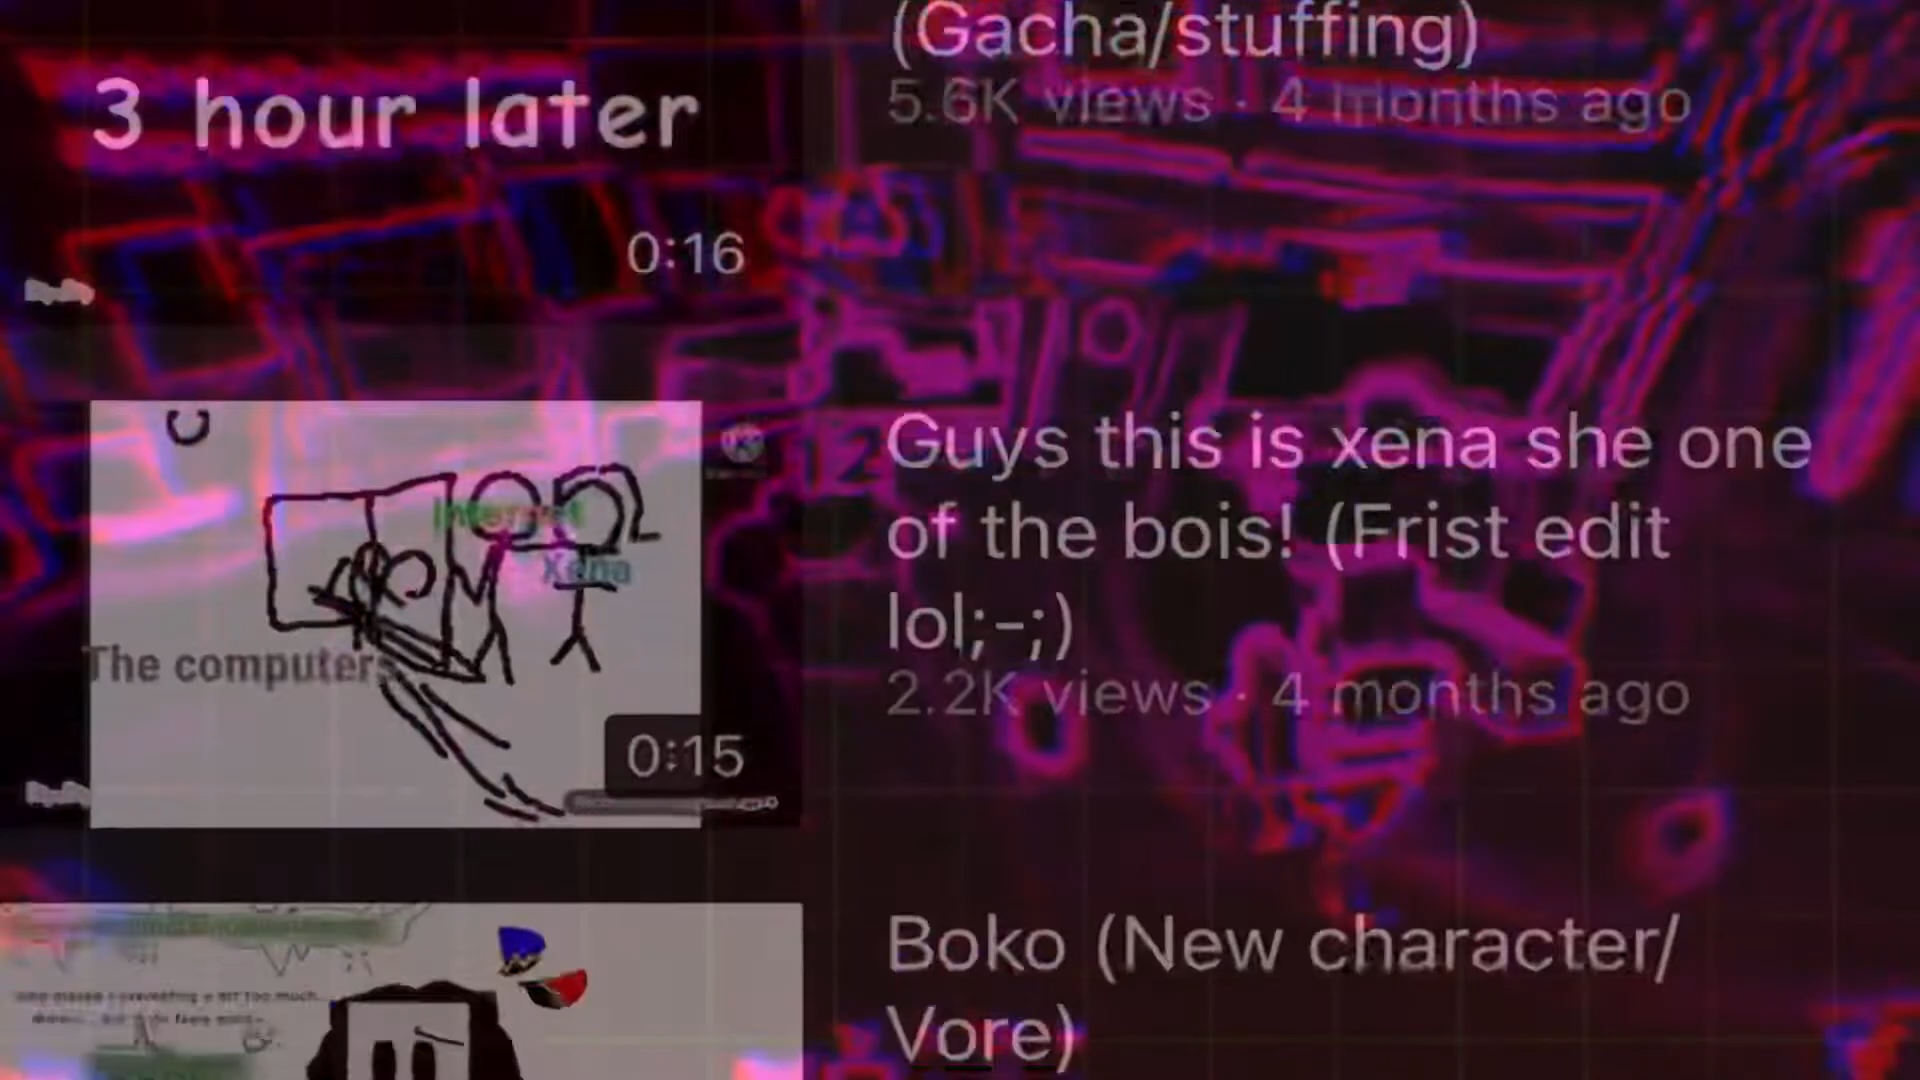 (Gacha/stuffing)
5.6K views · 4 months ago
3 hour later
0:16
Guys this is xena she one
of the bois! (Frist edit
lol;-;)
2.2K views · 4 months ago
Internet
Xena
The computers
0:15
Boko (New character/
Vore)